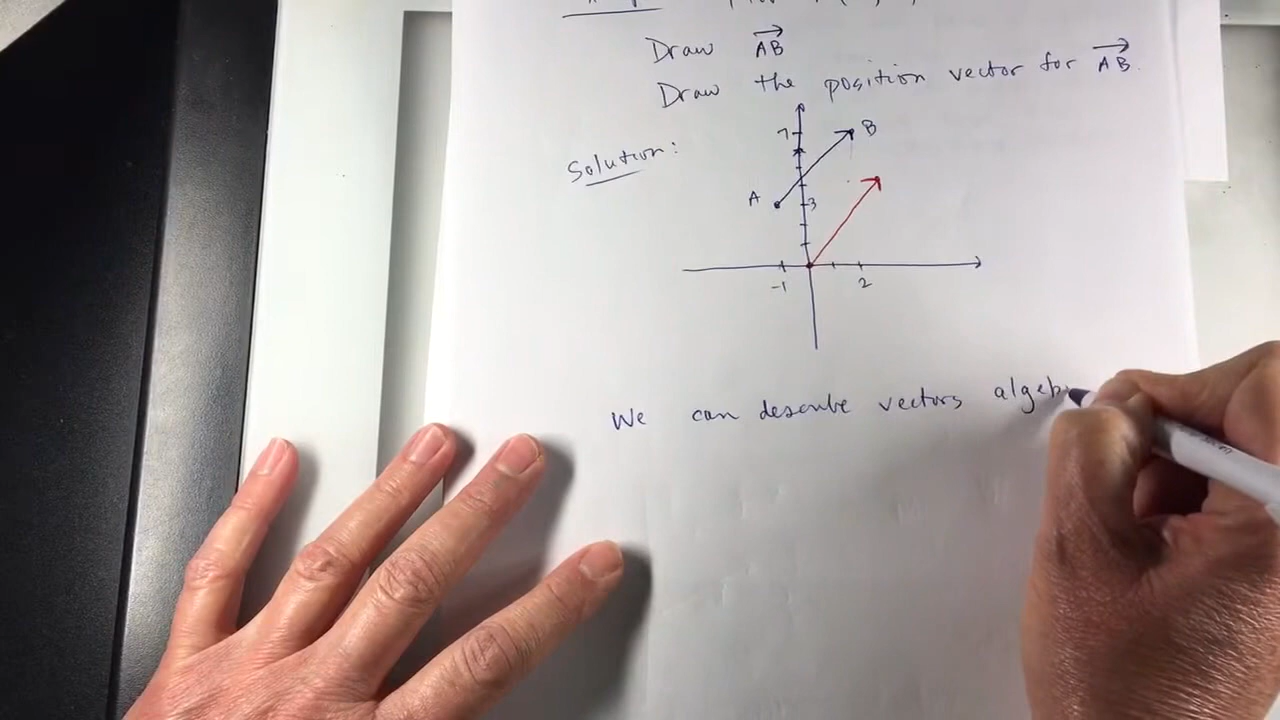 Draw AB
Draw the position vector for AB.
Solution:
7
B
A
3
-1
2
We can describe vectors algeb